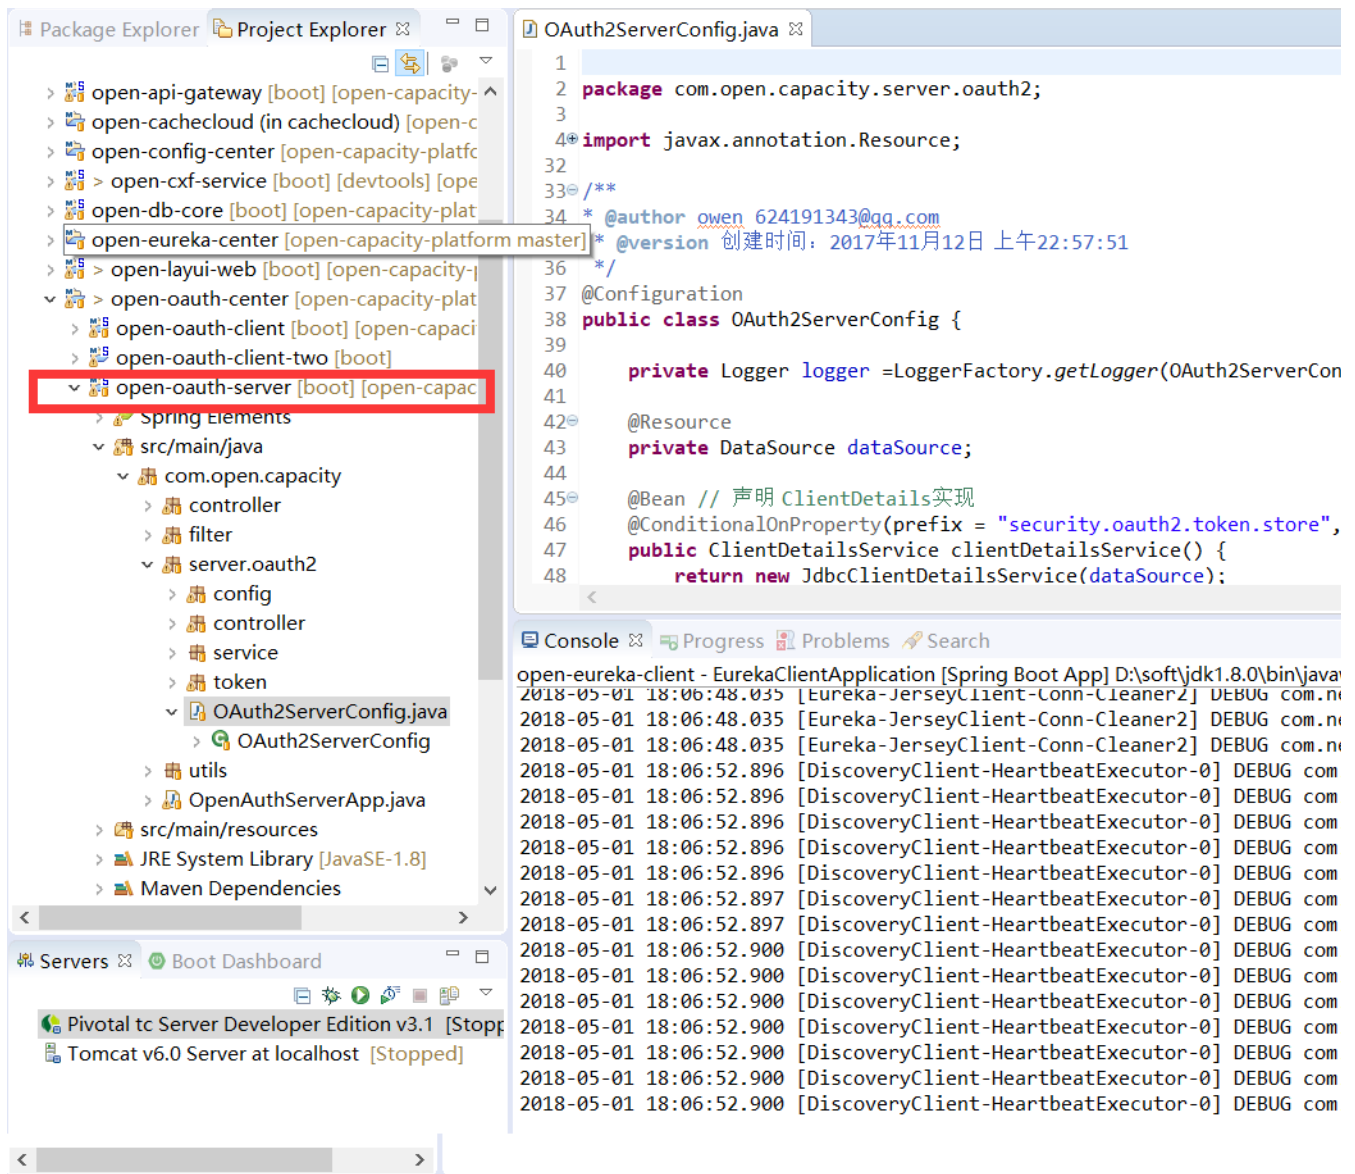 Package Explorer
Project Explorer
open-api-gateway [boot] [open-capacity-
open-cachecloud (in cachecloud) [open-c
open-config-center [open-capacity-platfc
> open-cxf-service [boot] [devtools] [ope
open-db-core [boot] [open-capacity-plat
open-eureka-center [open-capacity-platform master]
> open-layui-web [boot] [open-capacity-
> open-oauth-center [open-capacity-plat
open-oauth-client [boot] [open-capaci
open-oauth-client-two [boot]
open-oauth-server [boot] [open-capac
Spring Elements
src/main/java
com.open.capacity
controller
filter
server.oauth2
config
controller
service
token
OAuth2ServerConfig.java
OAuth2ServerConfig
utils
OpenAuthServerApp.java
src/main/resources
JRE System Library [JavaSE-1.8]
Maven Dependencies
Servers
Boot Dashboard
Pivotal tc Server Developer Edition v3.1 [Stopp
Tomcat v6.0 Server at localhost [Stopped]
OAuth2ServerConfig.java
1
2 package com.open.capacity.server.oauth2;
3
4 import javax.annotation.Resource;
32
33 /**
34 * @author owen 624191343@qq.com
* @version 创建时间：2017年11月12日 上午22:57:51
36 */
37 @Configuration
38 public class OAuth2ServerConfig {
39
40 private Logger logger =LoggerFactory.getLogger(OAuth2ServerCon
41
42 @Resource
43 private DataSource dataSource;
44
45 @Bean // 声明 ClientDetails实现
46 @ConditionalOnProperty(prefix = "security.oauth2.token.store",
47 public ClientDetailsService clientDetailsService() {
48 return new JdbcClientDetailsService(dataSource);
Console
Progress
Problems
Search
open-eureka-client - EurekaClientApplication [Spring Boot App] D:\soft\jdk1.8.0\bin\javav
2018-05-01 18:06:48.035 [Eureka-JerseyClient-Conn-Cleaner2] DEBUG com.ne
2018-05-01 18:06:48.035 [Eureka-JerseyClient-Conn-Cleaner2] DEBUG com.ne
2018-05-01 18:06:48.035 [Eureka-JerseyClient-Conn-Cleaner2] DEBUG com.ne
2018-05-01 18:06:52.896 [DiscoveryClient-HeartbeatExecutor-0] DEBUG com
2018-05-01 18:06:52.896 [DiscoveryClient-HeartbeatExecutor-0] DEBUG com
2018-05-01 18:06:52.896 [DiscoveryClient-HeartbeatExecutor-0] DEBUG com
2018-05-01 18:06:52.896 [DiscoveryClient-HeartbeatExecutor-0] DEBUG com
2018-05-01 18:06:52.896 [DiscoveryClient-HeartbeatExecutor-0] DEBUG com
2018-05-01 18:06:52.897 [DiscoveryClient-HeartbeatExecutor-0] DEBUG com
2018-05-01 18:06:52.897 [DiscoveryClient-HeartbeatExecutor-0] DEBUG com
2018-05-01 18:06:52.900 [DiscoveryClient-HeartbeatExecutor-0] DEBUG com
2018-05-01 18:06:52.900 [DiscoveryClient-HeartbeatExecutor-0] DEBUG com
2018-05-01 18:06:52.900 [DiscoveryClient-HeartbeatExecutor-0] DEBUG com
2018-05-01 18:06:52.900 [DiscoveryClient-HeartbeatExecutor-0] DEBUG com
2018-05-01 18:06:52.900 [DiscoveryClient-HeartbeatExecutor-0] DEBUG com
2018-05-01 18:06:52.900 [DiscoveryClient-HeartbeatExecutor-0] DEBUG com
2018-05-01 18:06:52.900 [DiscoveryClient-HeartbeatExecutor-0] DEBUG com